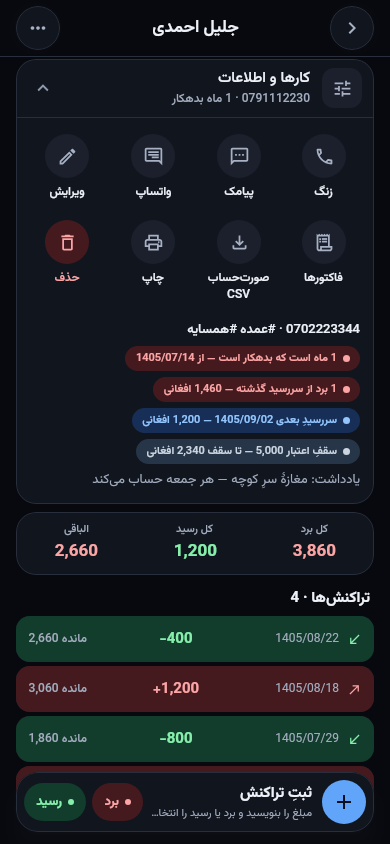 جلیل احمدی
کارها و اطلاعات
0791112230 · 1 ماه بدهکار
زنگ
پیامک
واتساپ
ویرایش
فاکتورها
صورت‌حساب CSV
چاپ
حذف
0702223344 · #عمده #همسایه
1 ماه است که بدهکار است — از 1405/07/14
1 برد از سررسید گذشته — 1,460 افغانی
سررسیدِ بعدی 1405/09/02 — 1,200 افغانی
سقفِ اعتبار 5,000 — تا سقف 2,340 افغانی
یادداشت: مغازهٔ سرِ کوچه — هر جمعه حساب می‌کند
کل برد
کل رسید
الباقی
3,860
1,200
2,660
تراکنش‌ها · 4
1405/08/22
−400
مانده 2,660
1405/08/18
+1,200
مانده 3,060
1405/07/29
−800
مانده 1,860
ثبتِ تراکنش
مبلغ را بنویسید و برد یا رسید را انتخا...
برد
رسید